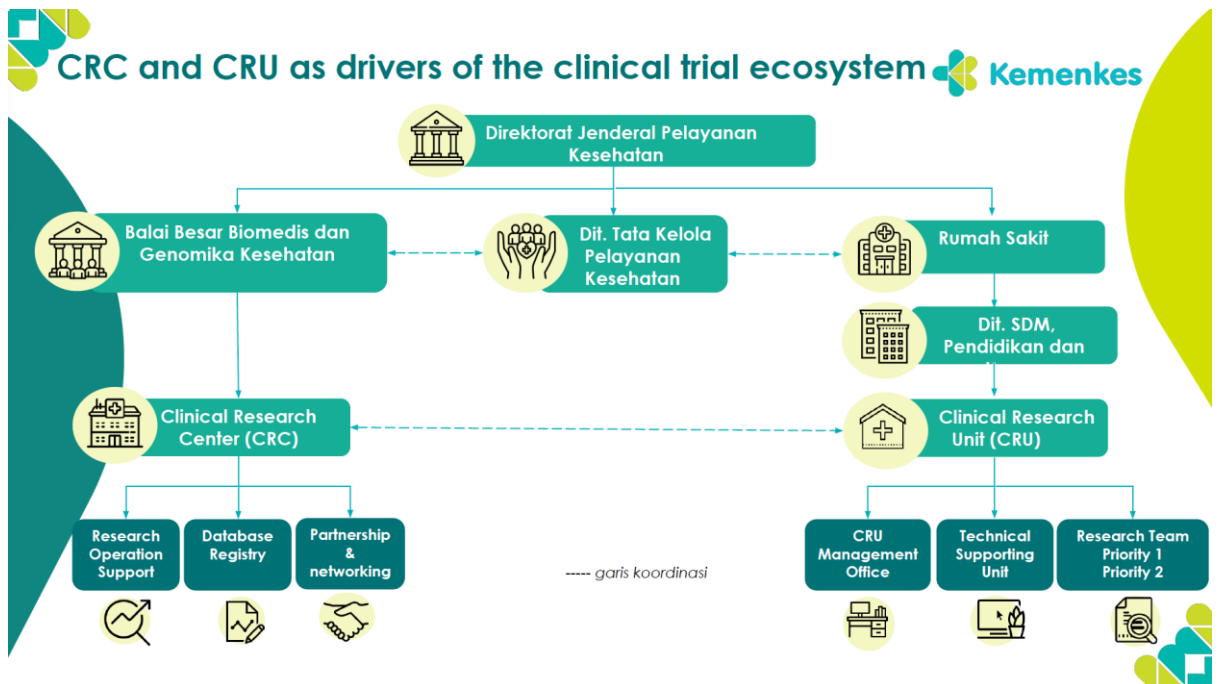 CRC and CRU as drivers of the clinical trial ecosystem
Kemenkes
Direktorat Jenderal Pelayanan
Kesehatan
Balai Besar Biomedis dan
Genomika Kesehatan
Dit. Tata Kelola
Pelayanan
Kesehatan
Rumah Sakit
Dit. SDM,
Pendidikan dan
Clinical Research
Center (CRC)
Clinical Research
Unit (CRU)
Research
Operation
Support
Database
Registry
Partnership
&
networking
----- garis koordinasi
CRU
Management
Office
Technical
Supporting
Unit
Research Team
Priority 1
Priority 2